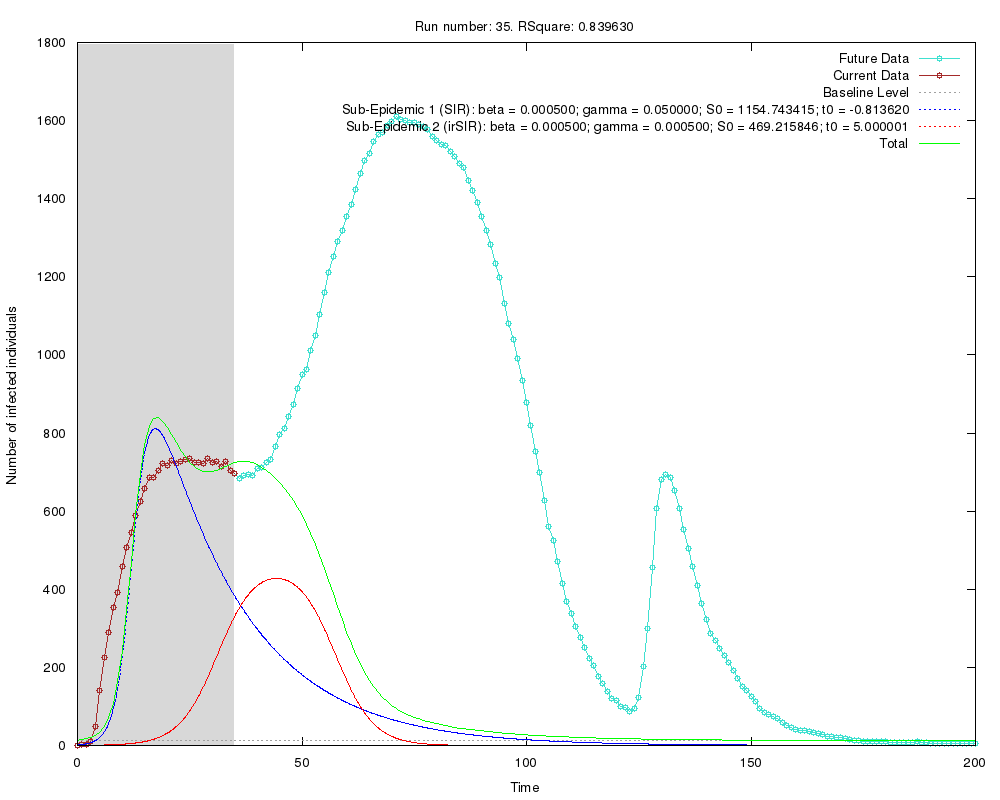 Run number: 35. RSquare: 0.839630
1800
1600
1400
1200
1000
800
600
400
200
0
Number of infected individuals
Future Data
Current Data
Baseline Level
Sub-Epidemic 1 (SIR): beta = 0.000500; gamma = 0.050000; S0 = 1154.743415; t0 = -0.813620
Sub-Epidemic 2 (irSIR): beta = 0.000500; gamma = 0.000500; S0 = 469.215846; t0 = 5.000001
Total
0 50 100 150 200
Time